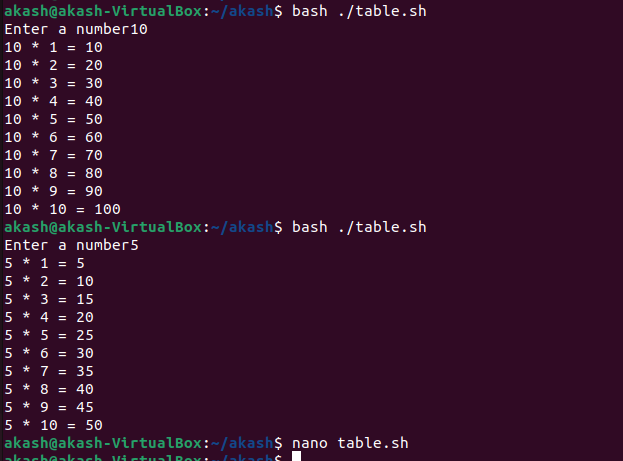 akash@akash-VirtualBox:~/akash$ bash ./table.sh
Enter a number10
10 * 1 = 10
10 * 2 = 20
10 * 3 = 30
10 * 4 = 40
10 * 5 = 50
10 * 6 = 60
10 * 7 = 70
10 * 8 = 80
10 * 9 = 90
10 * 10 = 100
akash@akash-VirtualBox:~/akash$ bash ./table.sh
Enter a number5
5 * 1 = 5
5 * 2 = 10
5 * 3 = 15
5 * 4 = 20
5 * 5 = 25
5 * 6 = 30
5 * 7 = 35
5 * 8 = 40
5 * 9 = 45
5 * 10 = 50
akash@akash-VirtualBox:~/akash$ nano table.sh
akash@akash-VirtualBox:~/akash$